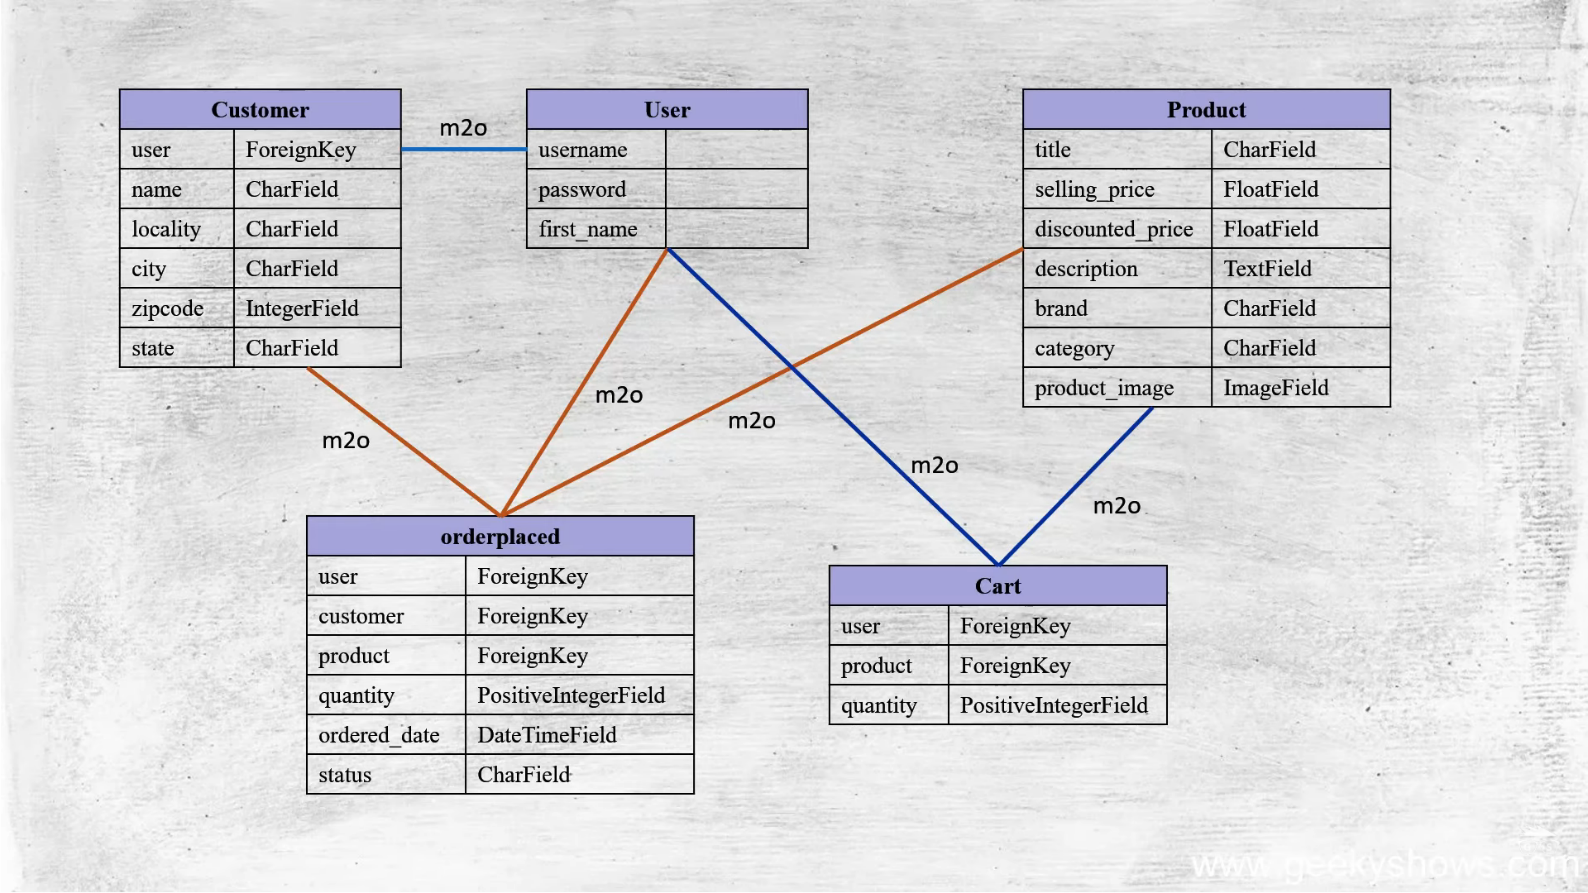 Customer
user ForeignKey
name CharField
locality CharField
city CharField
zipcode IntegerField
state CharField
m2o
User
username
password
first_name
Product
title CharField
selling_price FloatField
discounted_price FloatField
description TextField
brand CharField
category CharField
product_image ImageField
m2o
m2o
m2o
m2o
m2o
orderplaced
user ForeignKey
customer ForeignKey
product ForeignKey
quantity PositiveIntegerField
ordered_date DateTimeField
status CharField
Cart
user ForeignKey
product ForeignKey
quantity PositiveIntegerField
www.geekyshows.com